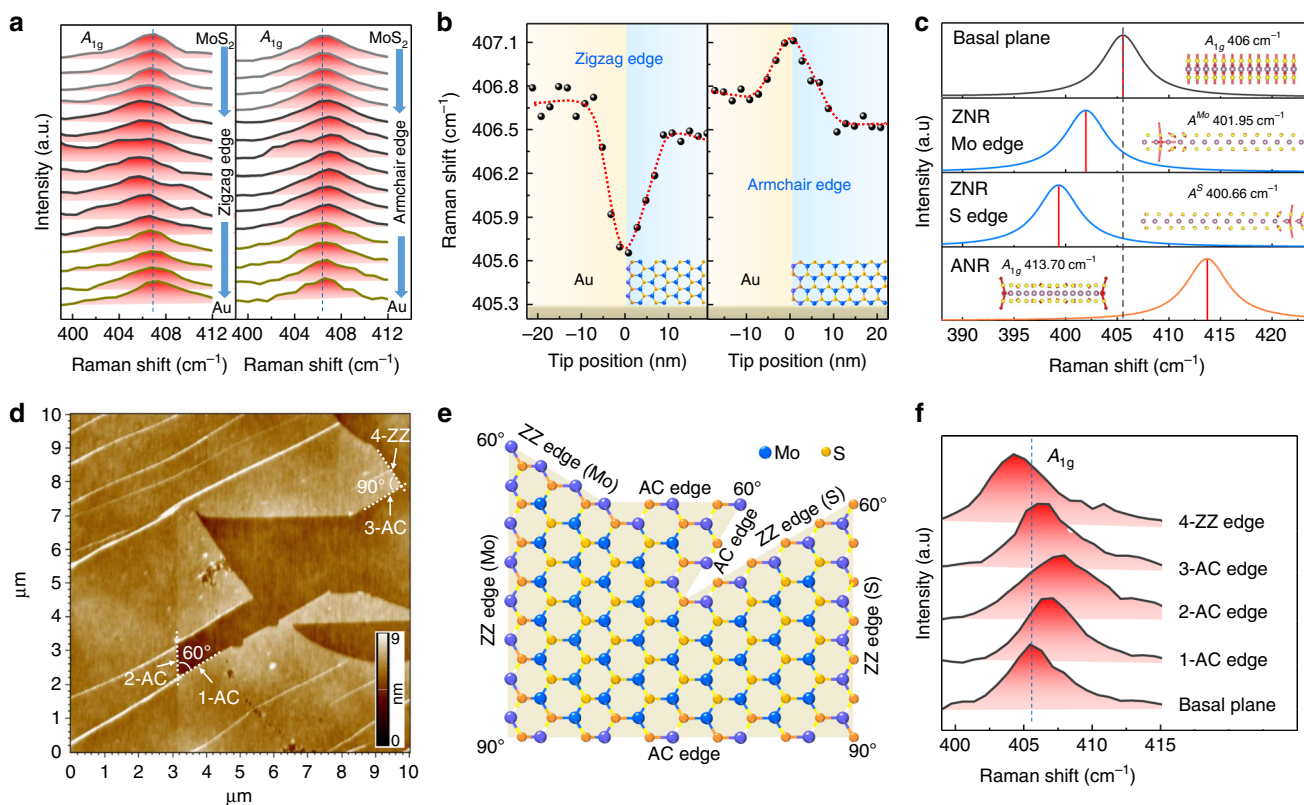 a
A1g
MoS2
A1g
MoS2
Zigzag edge
Armchair edge
Au
Au
Intensity (a.u.)
400 404 408 412
400 404 408 412
Raman shift (cm−1)
Raman shift (cm−1)
b
407.1
406.8
406.5
406.2
405.9
405.6
405.3
Raman shift (cm−1)
Zigzag edge
Armchair edge
Au
Au
−20 −10 0 10
−10 0 10 20
Tip position (nm)
Tip position (nm)
c
Basal plane
A1g 406 cm−1
ZNR
Mo edge
AMo 401.95 cm−1
ZNR
S edge
AS 400.66 cm−1
ANR
A1g 413.70 cm−1
Intensity (a.u)
390 395 400 405 410 415 420
Raman shift (cm−1)
d
10
9
8
7
6
5
4
3
2
1
0
μm
4-ZZ
90°
3-AC
60°
2-AC
1-AC
9
nm
0
0 1 2 3 4 5 6 7 8 9 10
μm
e
60°
ZZ edge (Mo)
Mo
S
AC edge
60°
AC edge
ZZ edge (S)
60°
ZZ edge (Mo)
ZZ edge (S)
90°
AC edge
90°
f
A1g
4-ZZ edge
3-AC edge
2-AC edge
1-AC edge
Basal plane
Intensity (a.u)
400 405 410 415
Raman shift (cm−1)